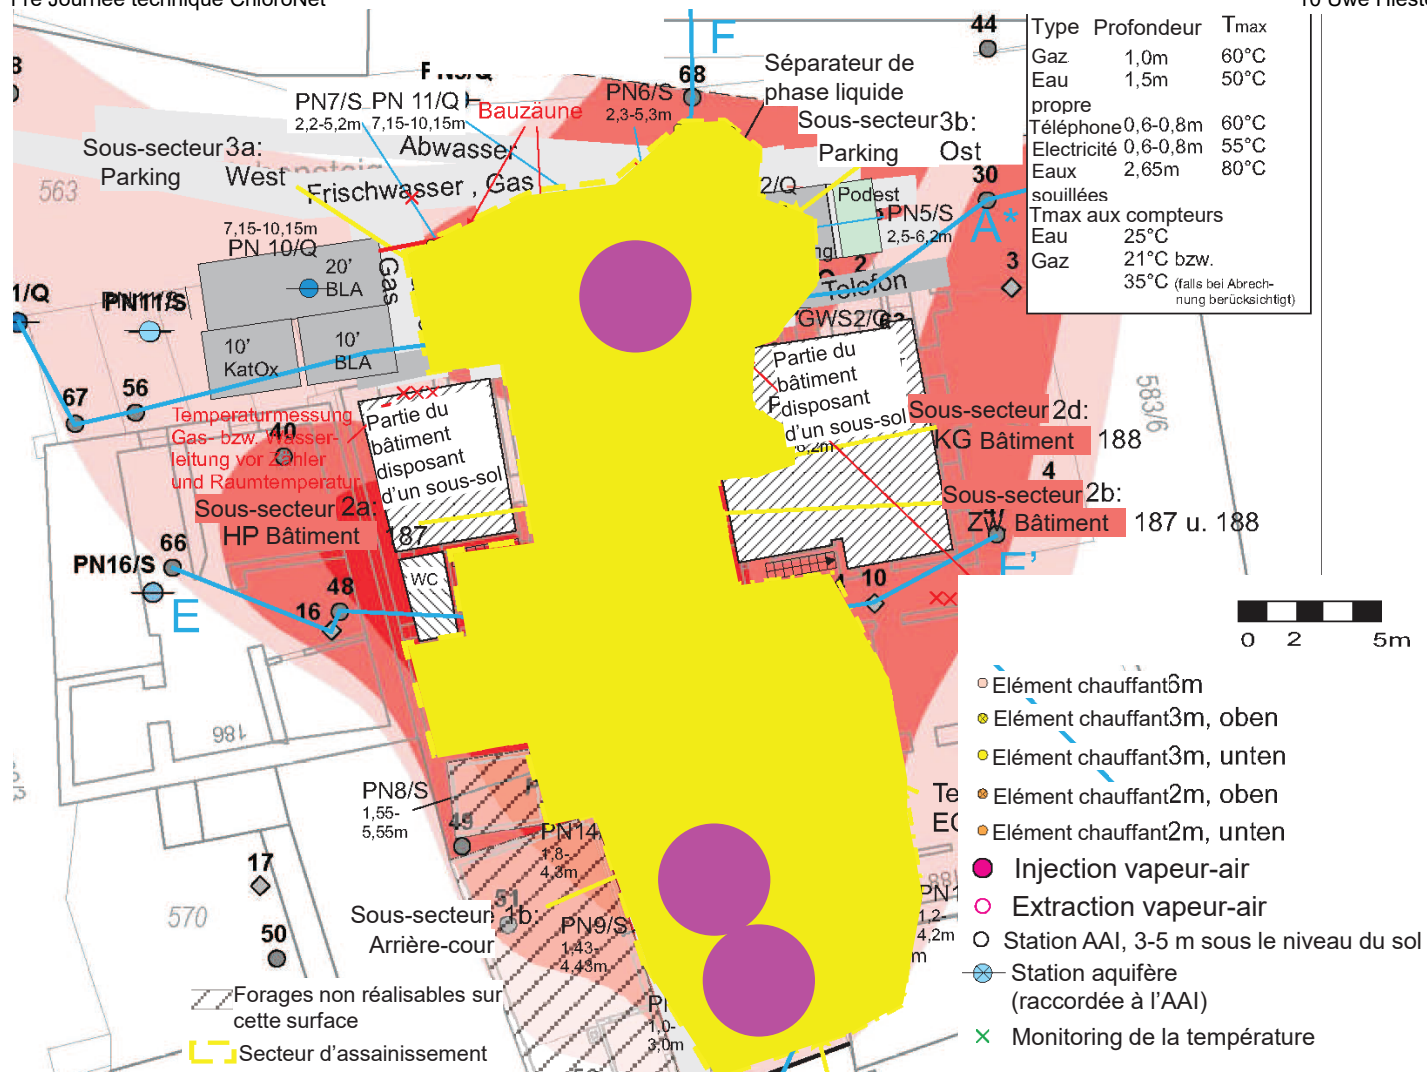 1re Journée technique ChloroNet
44
Type Profondeur Tmax
Gaz 1,0m 60°C
Eau 1,5m 50°C
propre
Téléphone 0,6-0,8m 60°C
Electricité 0,6-0,8m 55°C
Eaux 2,65m 80°C
souillées
Tmax aux compteurs
Eau 25°C
Gaz 21°C bzw.
35°C (falls bei Abrech-
nung berücksichtigt)
F
68
Séparateur de
phase liquide
PN7/S
2,2-5,2m
PN 11/Q
7,15-10,15m
Bauzäune
PN6/S
2,3-5,3m
Sous-secteur 3b:
Parking Ost
Abwasser
Sous-secteur 3a:
Parking West
Frischwasser , Gas
563
30
A*
2/Q
Podest
PN5/S
2,5-6,2m
7,15-10,15m
PN 10/Q
20'
BLA
Gas
2
3
Telefon
1/Q
PN11/S
GWS2/Q
10'
KatOx
10'
BLA
67
56
Partie du
bâtiment
disposant
d'un sous-sol
583/6
Temperaturmessung
Gas- bzw. Wasser-
leitung vor Zähler
und Raumtemperatur
40
Partie du
bâtiment
disposant
d'un sous-sol
Sous-secteur 2d:
KG Bâtiment 188
4
Sous-secteur 2a:
HP Bâtiment 187
Sous-secteur 2b:
ZW Bâtiment 187 u. 188
66
PN16/S
E
WC
48
16
10
E'
0 2 5m
186
Elément chauffant 6m
Elément chauffant 3m, oben
Elément chauffant 3m, unten
Elément chauffant 2m, oben
Elément chauffant 2m, unten
Injection vapeur-air
Extraction vapeur-air
Station AAI, 3-5 m sous le niveau du sol
Station aquifère
(raccordée à l'AAI)
Monitoring de la température
PN8/S
1,55-
5,55m
49
PN14
1,8-
4,3m
17
51
570
50
Sous-secteur 1b:
Arrière-cour
PN9/S
1,43-
4,43m
1,2-
4,2m
1,0-
3,0m
Forages non réalisables sur
cette surface
Secteur d'assainissement